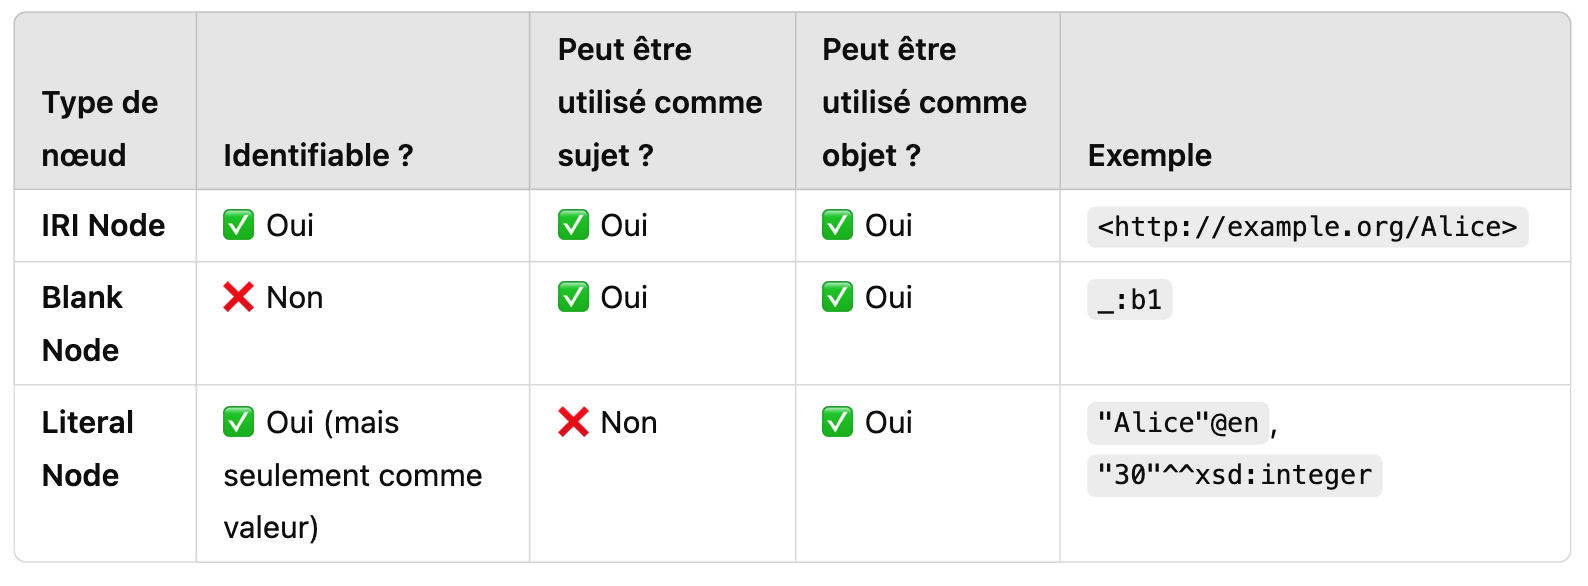 Type de nœud | Identifiable ? | Peut être utilisé comme sujet ? | Peut être utilisé comme objet ? | Exemple
IRI Node | ✅ Oui | ✅ Oui | ✅ Oui | <http://example.org/Alice>
Blank Node | ❌ Non | ✅ Oui | ✅ Oui | _:b1
Literal Node | ✅ Oui (mais seulement comme valeur) | ❌ Non | ✅ Oui | "Alice"@en, "30"^^xsd:integer